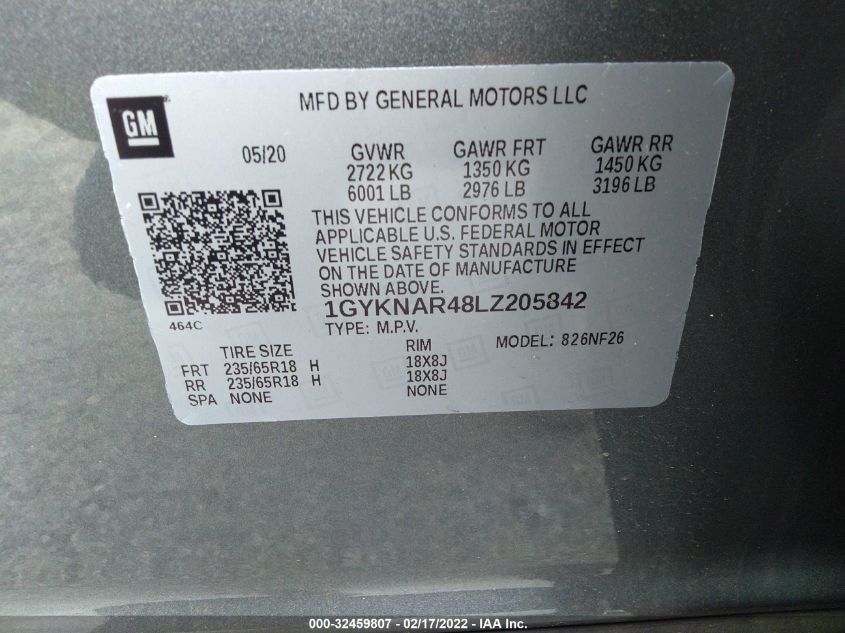 GM
MFD BY GENERAL MOTORS LLC
05/20 GVWR GAWR FRT GAWR RR
2722 KG 1350 KG 1450 KG
6001 LB 2976 LB 3196 LB
THIS VEHICLE CONFORMS TO ALL
APPLICABLE U.S. FEDERAL MOTOR
VEHICLE SAFETY STANDARDS IN EFFECT
ON THE DATE OF MANUFACTURE
SHOWN ABOVE.
1GYKNAR48LZ205842
464C
TYPE: M.P.V.
MODEL: 826NF26
TIRE SIZE RIM
FRT 235/65R18 H 18X8J
RR 235/65R18 H 18X8J
SPA NONE NONE
000-32459807 - 02/17/2022 - IAA Inc.